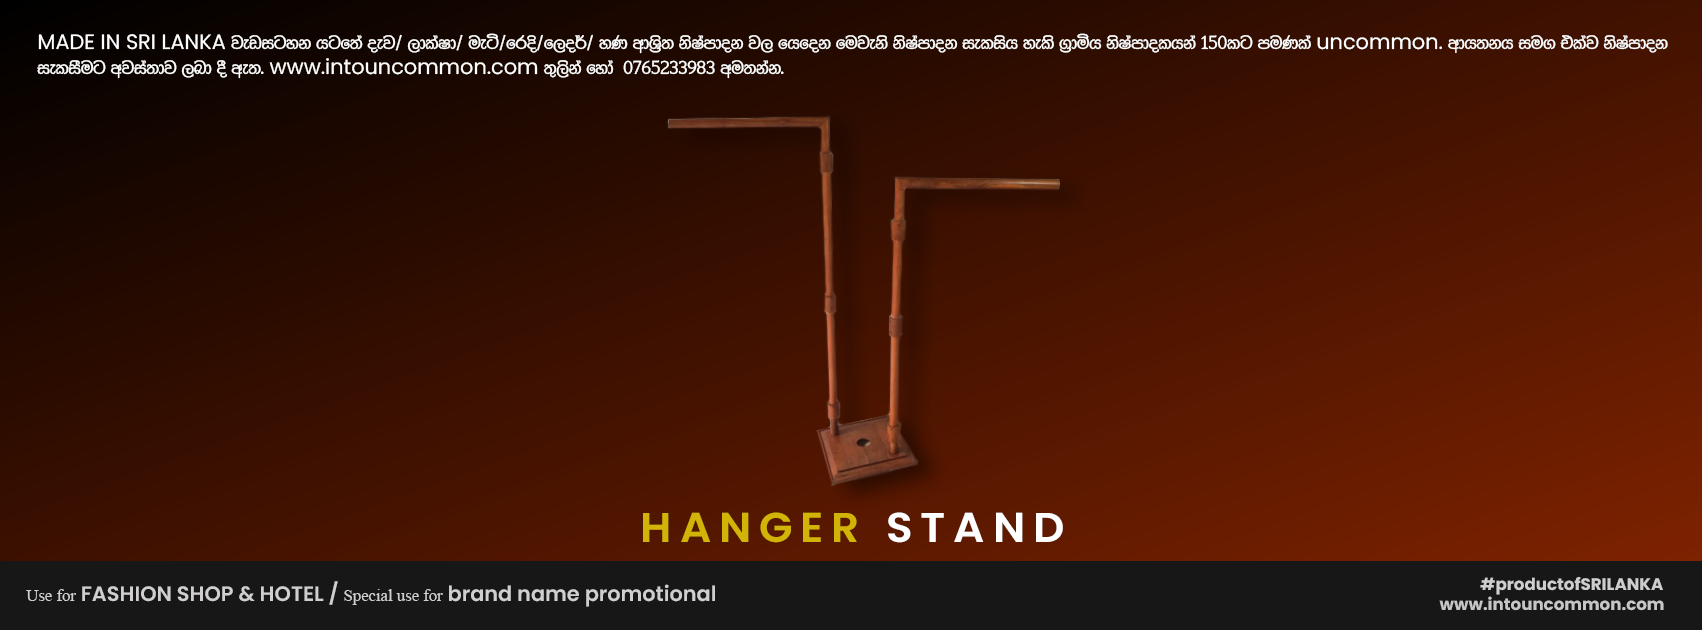 MADE IN SRI LANKA වැඩසටහන යටතේ දැව/ ලාක්ෂා/ මැටි/රෙදි/ලෙදර්/ හණ ආශ්‍රිත නිෂ්පාදන වල යෙදෙන මෙවැනි නිෂ්පාදන සැකසිය හැකි ග්‍රාමිය නිෂ්පාදකයන් 150කට පමණක් uncommon. ආයතනය සමග එක්ව නිෂ්පාදන
සැකසීමට අවස්තාව ලබා දී ඇත. www.intouncommon.com තුලින් හෝ 0765233983 අමතන්න.
HANGER STAND
Use for FASHION SHOP & HOTEL / Special use for brand name promotional
#productofSRILANKA
www.intouncommon.com